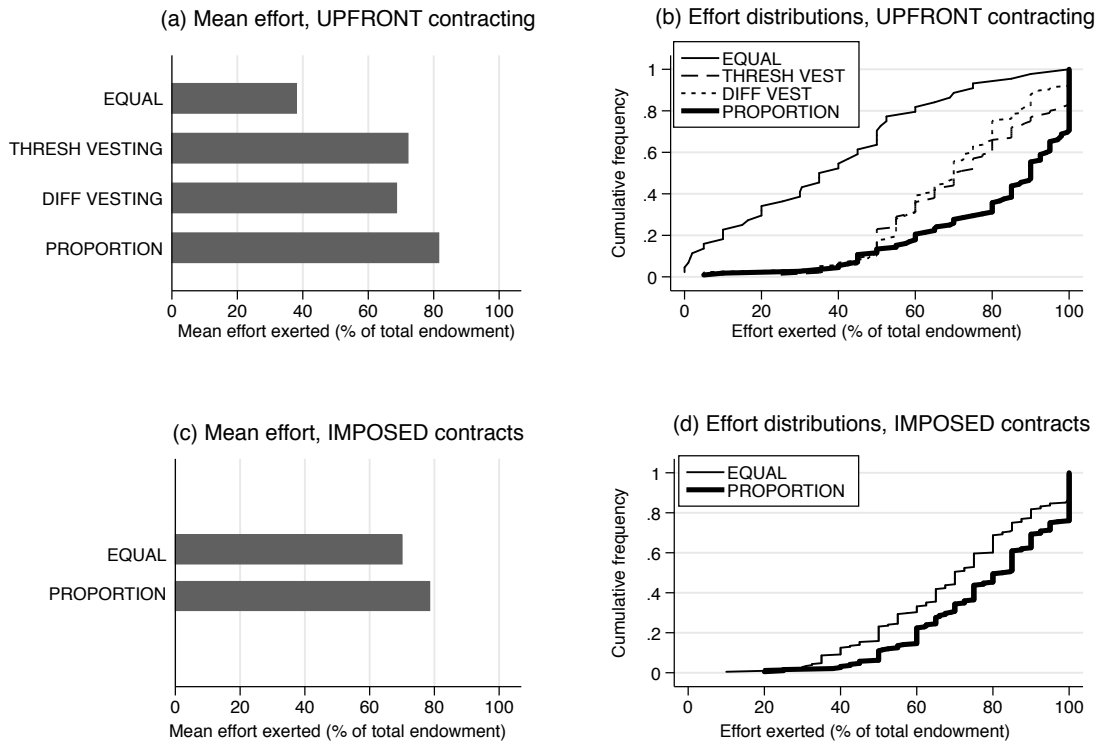 (a) Mean effort, UPFRONT contracting
EQUAL
THRESH VESTING
DIFF VESTING
PROPORTION
0 20 40 60 80 100
Mean effort exerted (% of total endowment)
(b) Effort distributions, UPFRONT contracting
EQUAL
THRESH VEST
DIFF VEST
PROPORTION
Cumulative frequency
1
.8
.6
.4
.2
0
0 20 40 60 80 100
Effort exerted (% of total endowment)
(c) Mean effort, IMPOSED contracts
EQUAL
PROPORTION
0 20 40 60 80 100
Mean effort exerted (% of total endowment)
(d) Effort distributions, IMPOSED contracts
EQUAL
PROPORTION
Cumulative frequency
1
.8
.6
.4
.2
0
0 20 40 60 80 100
Effort exerted (% of total endowment)